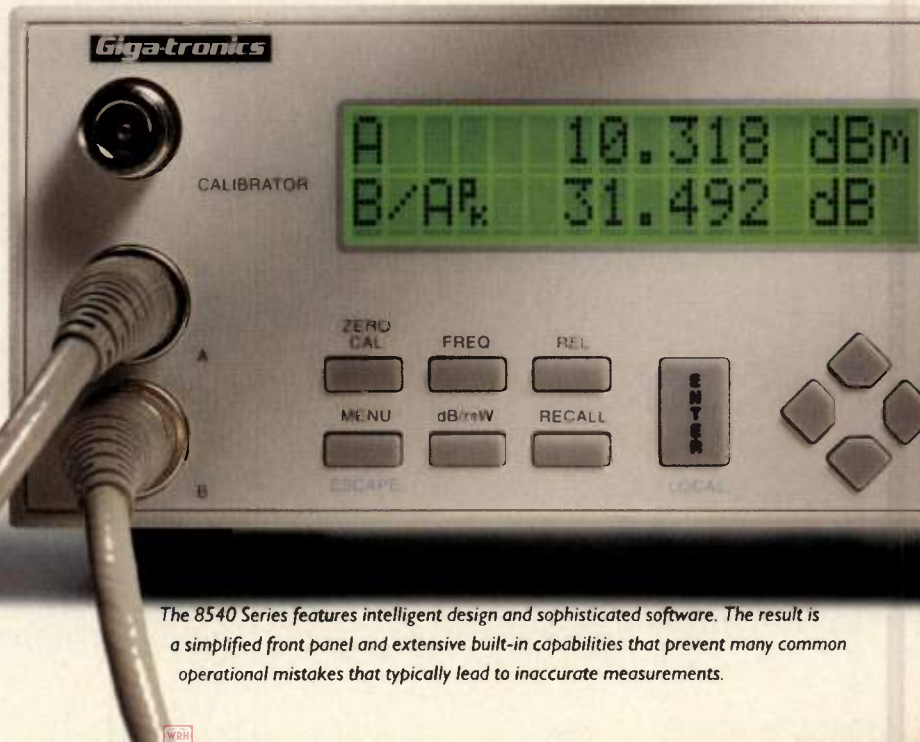 Giga-tronics
CALIBRATOR
A 10.318 dBm
B/APk 31.492 dB
A
B
ZERO
CAL
FREQ
REL
MENU
dB/mW
RECALL
ESCAPE
ENTER
LOCAL
The 8540 Series features intelligent design and sophisticated software. The result is
a simplified front panel and extensive built-in capabilities that prevent many common
operational mistakes that typically lead to inaccurate measurements.
WRH